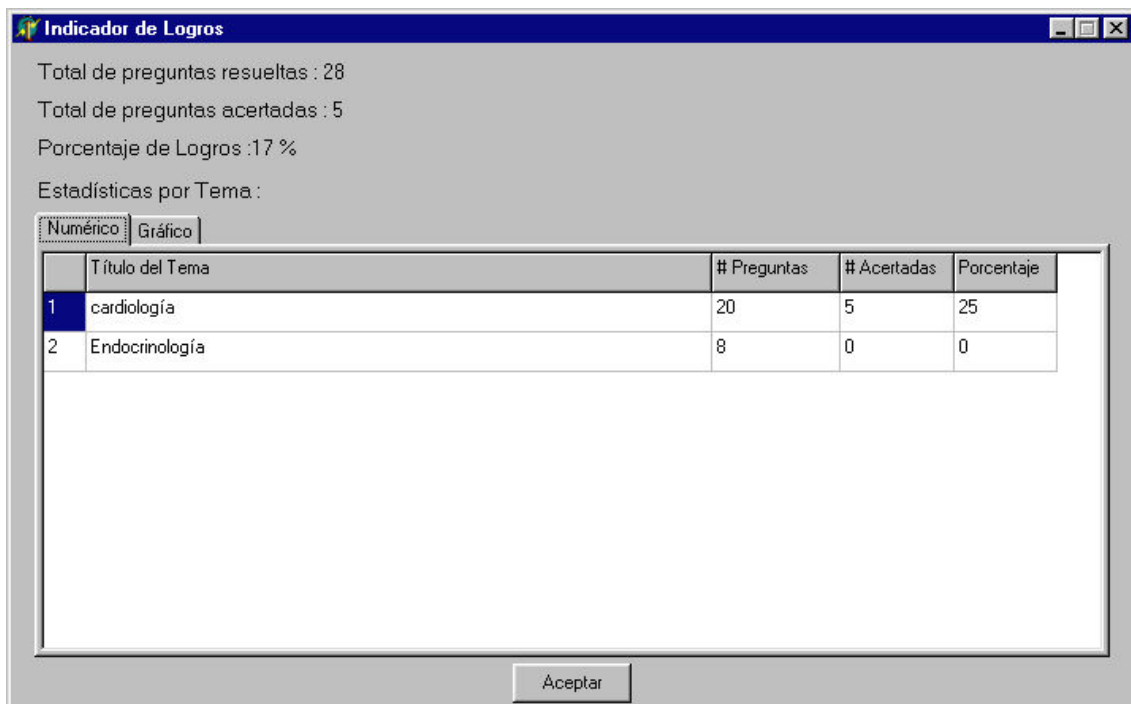 Indicador de Logros
Total de preguntas resueltas : 28
Total de preguntas acertadas : 5
Porcentaje de Logros :17 %
Estadísticas por Tema :
Numérico Gráfico
Título del Tema # Preguntas # Acertadas Porcentaje
1 cardiología 20 5 25
2 Endocrinología 8 0 0
Aceptar